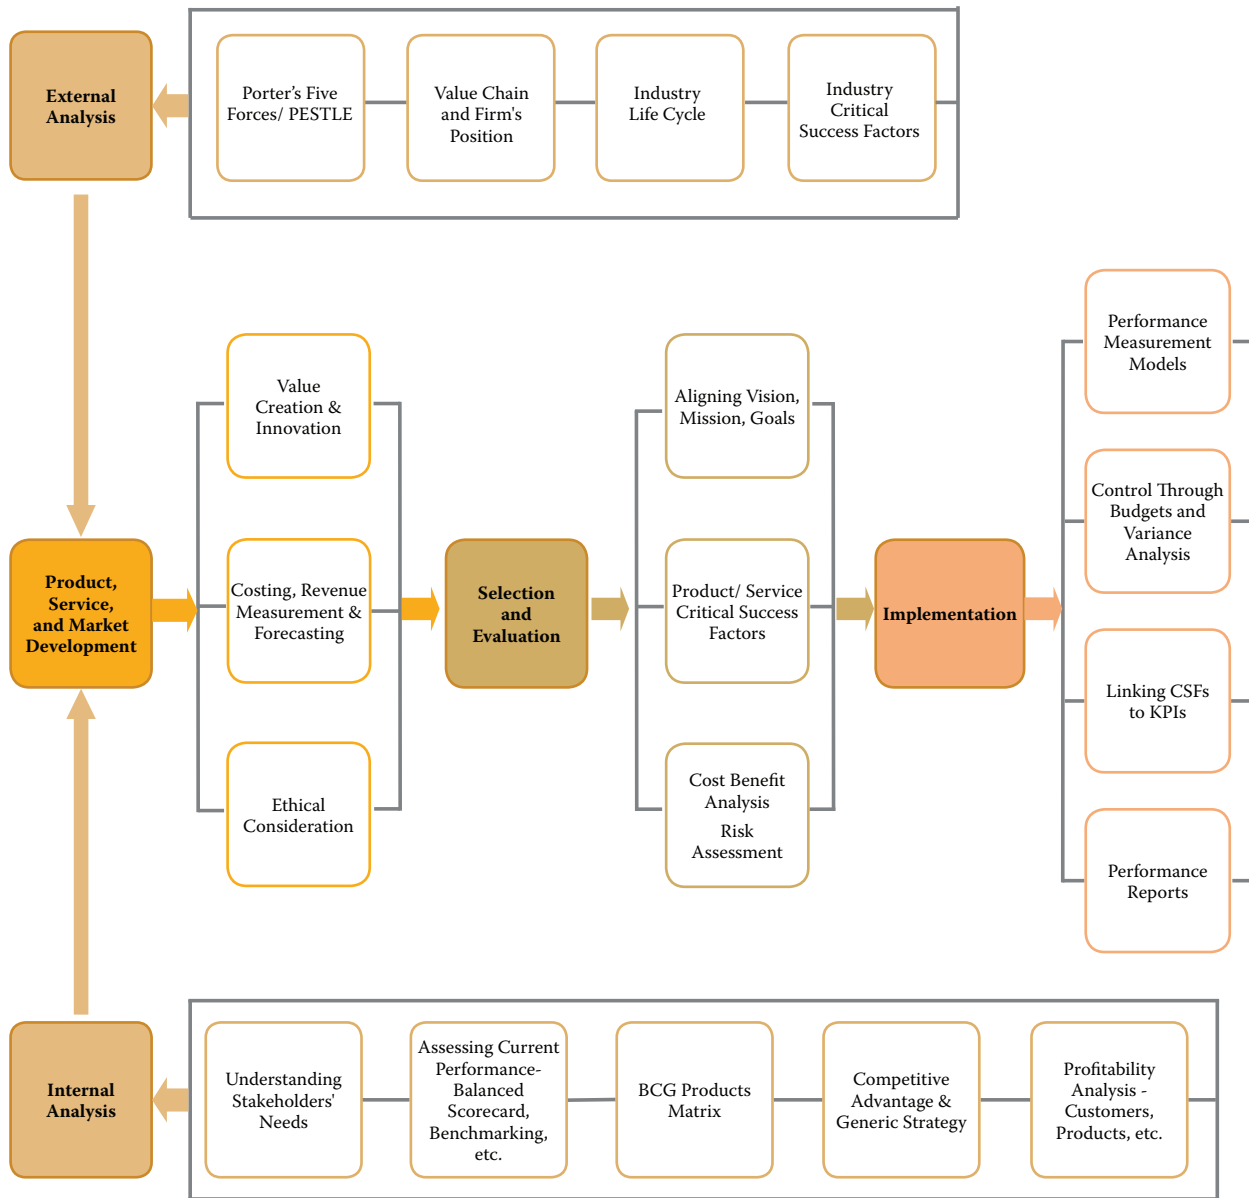 External
Analysis
Porter's Five
Forces/ PESTLE
Value Chain
and Firm's
Position
Industry
Life Cycle
Industry
Critical
Success Factors
Product,
Service,
and Market
Development
Value
Creation &
Innovation
Costing, Revenue
Measurement &
Forecasting
Ethical
Consideration
Selection
and
Evaluation
Aligning Vision,
Mission, Goals
Product/ Service
Critical Success
Factors
Cost Benefit
Analysis
Risk
Assessment
Implementation
Performance
Measurement
Models
Control Through
Budgets and
Variance
Analysis
Linking CSFs
to KPIs
Performance
Reports
Internal
Analysis
Understanding
Stakeholders'
Needs
Assessing Current
Performance-
Balanced
Scorecard,
Benchmarking,
etc.
BCG Products
Matrix
Competitive
Advantage &
Generic Strategy
Profitability
Analysis -
Customers,
Products, etc.